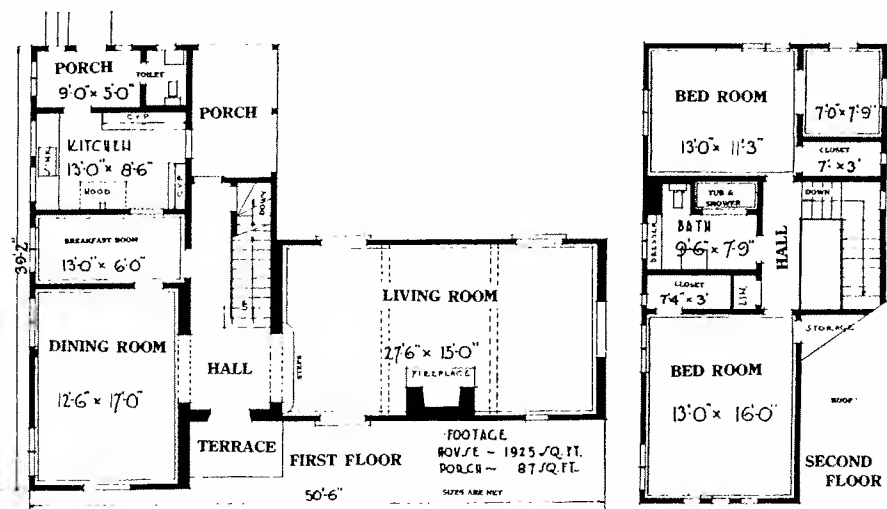 PORCH
9'·0" × 5'·0"
TOILET
PORCH
CYP.
KITCHEN
13'·0" × 8'·6"
SINK
HOOD
CYP.
BREAKFAST ROOM
13'·0" × 6'·0"
DOWN
39'·2"
DINING ROOM
12'·6" × 17'·0"
HALL
STEPS
LIVING ROOM
27'·6" × 15'·0"
FIREPLACE
TERRACE
FIRST FLOOR
FOOTAGE
HOUSE ~ 1925 SQ. FT.
PORCH ~ 87 SQ. FT.
50'-6"
SIZES ARE NET
BED ROOM
13'·0" × 11'·3"
7'·0" × 7'·9"
CLOSET
7'· × 3'
TUB &
SHOWER
DOWN
DRESSER
BATH
9'·6" × 7'·9"
HALL
CLOSET
7'·4" × 3'
LIN.
STORAGE
BED ROOM
13'·0" × 16'·0"
ROOF
SECOND
FLOOR